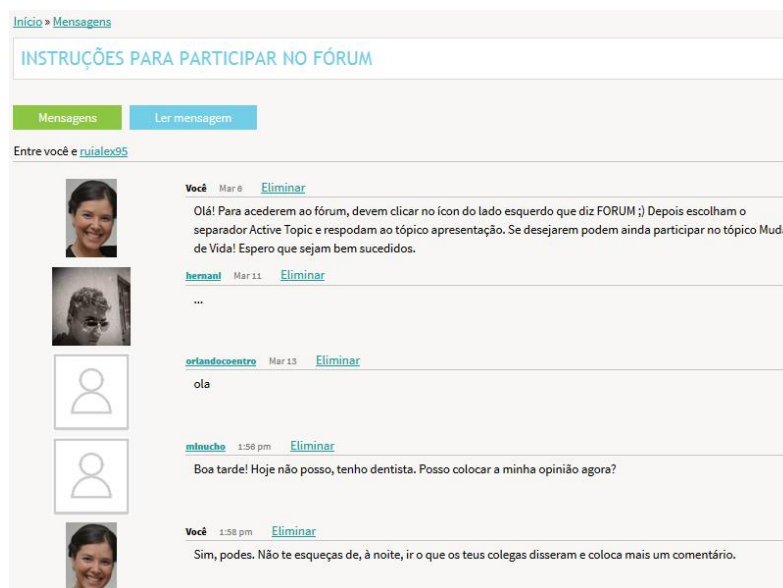 Início » Mensagens
INSTRUÇÕES PARA PARTICIPAR NO FÓRUM
Mensagens Ler mensagem
Entre você e ruialex95
Você Mar 6 Eliminar
Olá! Para acederem ao fórum, devem clicar no ícon do lado esquerdo que diz FORUM ;) Depois escolham o
separador Active Topic e respodam ao tópico apresentação. Se desejarem podem ainda participar no tópico
de Vida! Espero que sejam bem sucedidos.
hernani Mar 11 Eliminar
...
orlandocoentro Mar 13 Eliminar
ola
minucho 1:56 pm Eliminar
Boa tarde! Hoje não posso, tenho dentista. Posso colocar a minha opinião agora?
Você 1:58 pm Eliminar
Sim, podes. Não te esqueças de, à noite, ir o que os teus colegas disseram e coloca mais um comentário.